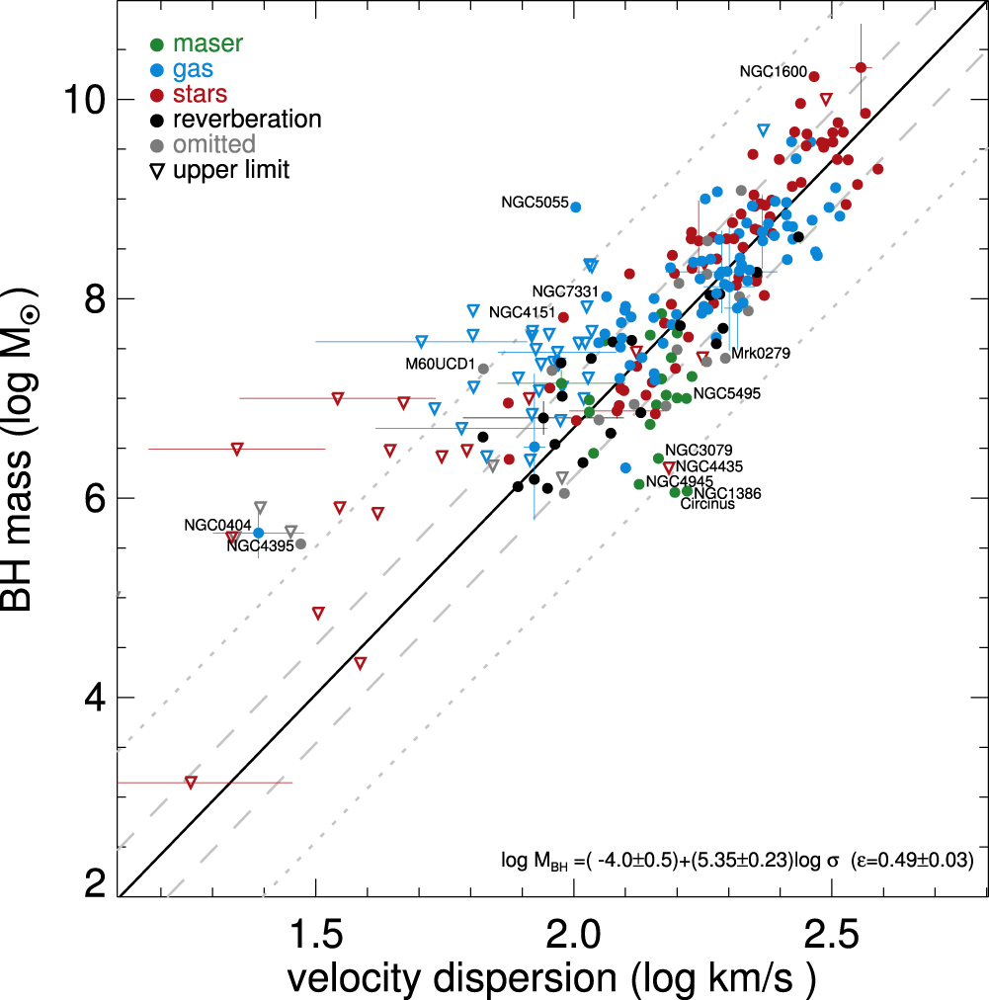 maser
gas
stars
reverberation
omitted
upper limit
NGC1600
NGC5055
NGC7331
NGC4151
M60UCD1
Mrk0279
NGC5495
NGC3079
NGC4435
NGC4945
NGC1386
Circinus
NGC0404
NGC4395
log M_BH =( -4.0±0.5)+(5.35±0.23)log σ (ε=0.49±0.03)
BH mass (log M⊙)
10
8
6
4
2
1.5 2.0 2.5
velocity dispersion (log km/s )